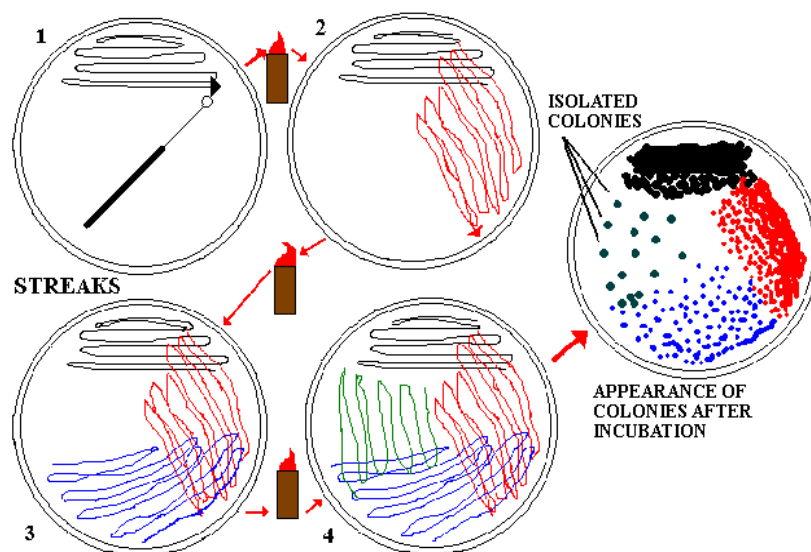 1
2
ISOLATED
COLONIES
STREAKS
3
4
APPEARANCE OF
COLONIES AFTER
INCUBATION